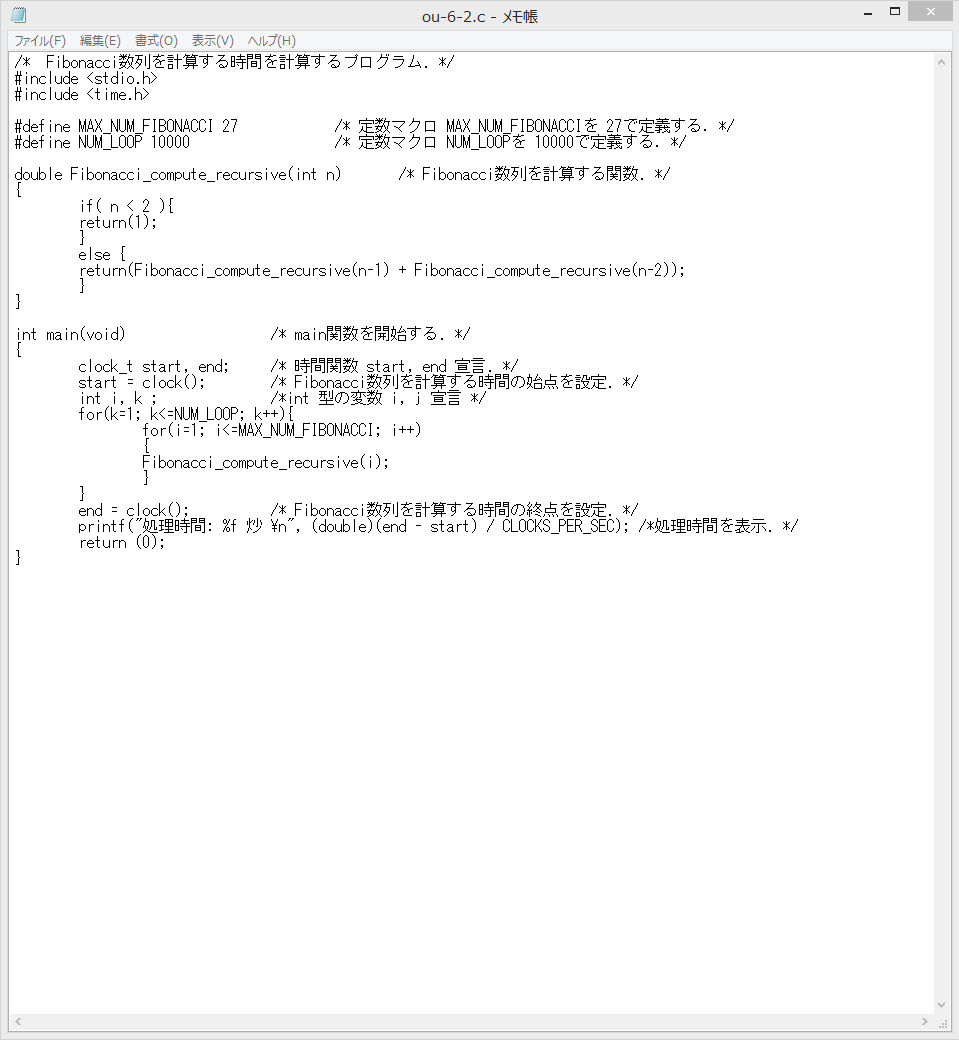 ou-6-2.c - メモ帳
ファイル(F) 編集(E) 書式(O) 表示(V) ヘルプ(H)
/*  Fibonacci数列を計算する時間を計算するプログラム. */
#include <stdio.h>
#include <time.h>

#define MAX_NUM_FIBONACCI 27            /* 定数マクロ MAX_NUM_FIBONACCIを 27で定義する. */
#define NUM_LOOP 10000                  /* 定数マクロ NUM_LOOPを 10000で定義する. */

double Fibonacci_compute_recursive(int n)       /* Fibonacci数列を計算する関数. */
{
        if( n < 2 ){
        return(1);
        }
        else {
        return(Fibonacci_compute_recursive(n-1) + Fibonacci_compute_recursive(n-2));
        }
}

int main(void)                  /* main関数を開始する. */
{
        clock_t start, end;     /* 時間関数 start, end 宣言. */
        start = clock();        /* Fibonacci数列を計算する時間の始点を設定. */
        int i, k ;              /*int 型の変数 i, j 宣言 */
        for(k=1; k<=NUM_LOOP; k++){
                for(i=1; i<=MAX_NUM_FIBONACCI; i++)
                {
                Fibonacci_compute_recursive(i);
                }
        }
        end = clock();          /* Fibonacci数列を計算する時間の終点を設定. */
        printf("処理時間: %f 炒 ¥n", (double)(end - start) / CLOCKS_PER_SEC); /*処理時間を表示. */
        return (0);
}